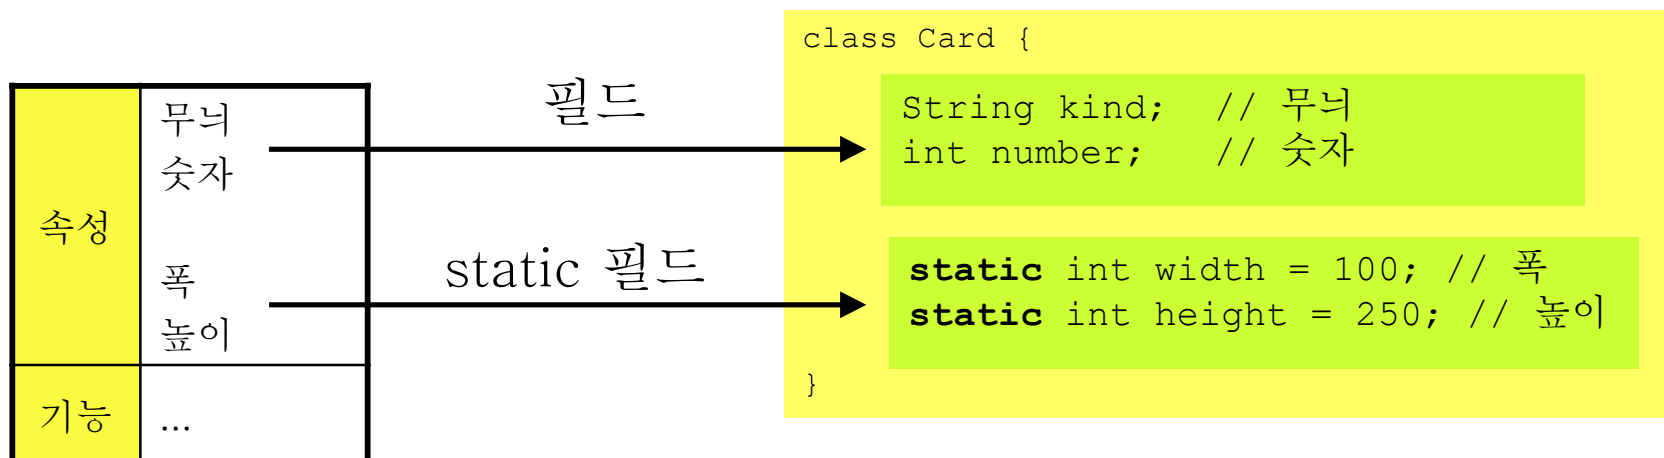 속성
무늬
숫자
폭
높이
기능
...
필드
static 필드
class Card {
String kind; // 무늬
int number; // 숫자
static int width = 100; // 폭
static int height = 250; // 높이
}